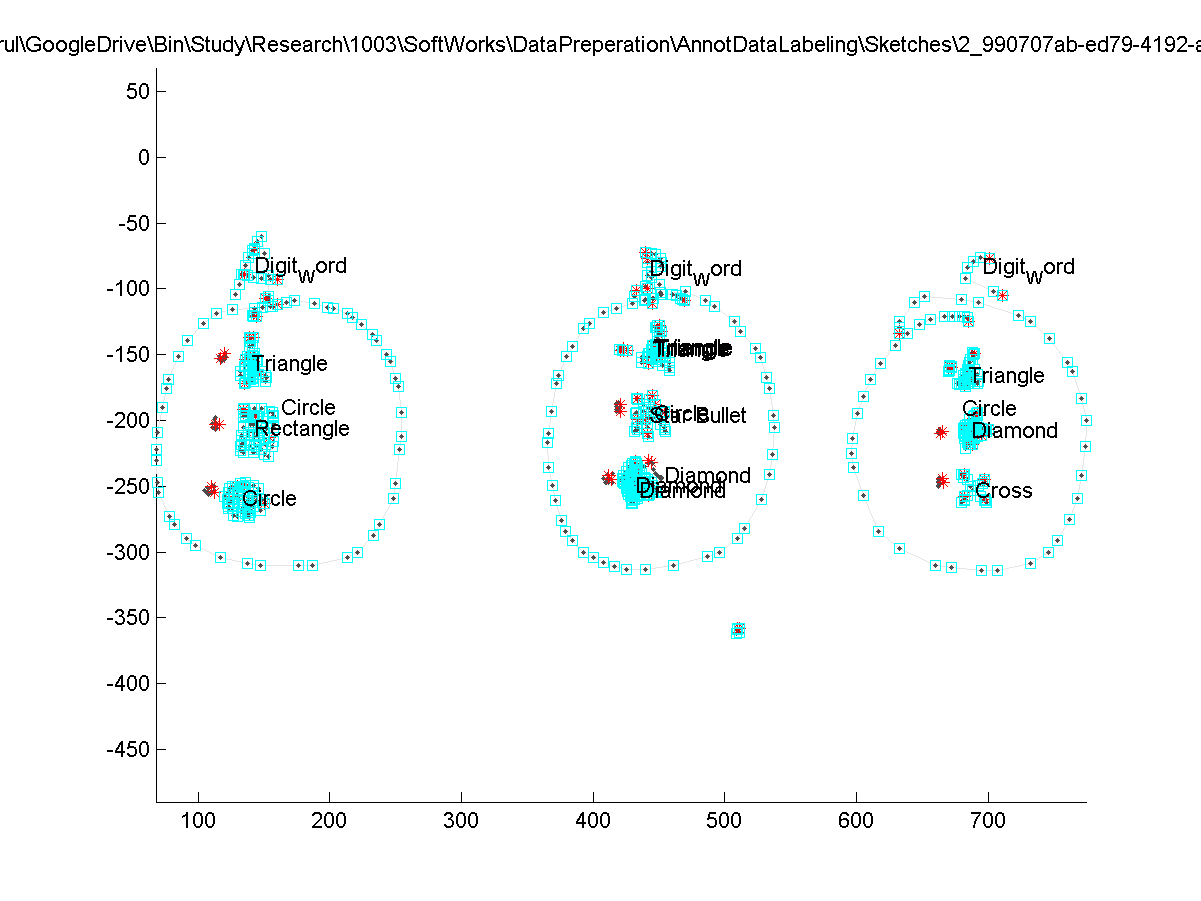 rul\GoogleDrive\Bin\Study\Research\1003\SoftWorks\DataPreperation\AnnotDataLabeling\Sketches\2_990707ab-ed79-4192-a
50
0
-50
-100
-150
-200
-250
-300
-350
-400
-450
Digitword
Triangle
Circle
Rectangle
Circle
Digitword
Triangle
Circle
Bullet
Diamond
Diamond
Diamond
Digitword
Triangle
Circle
Diamond
Cross
100 200 300 400 500 600 700